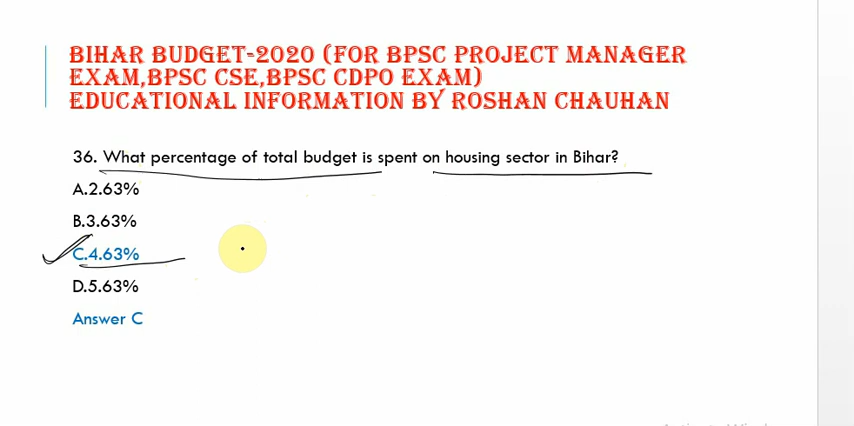 BIHAR BUDGET-2020 (FOR BPSC PROJECT MANAGER
EXAM,BPSC CSE,BPSC CDPO EXAM)
EDUCATIONAL INFORMATION BY ROSHAN CHAUHAN
36. What percentage of total budget is spent on housing sector in Bihar?
A.2.63%
B.3.63%
C.4.63%
D.5.63%
Answer C